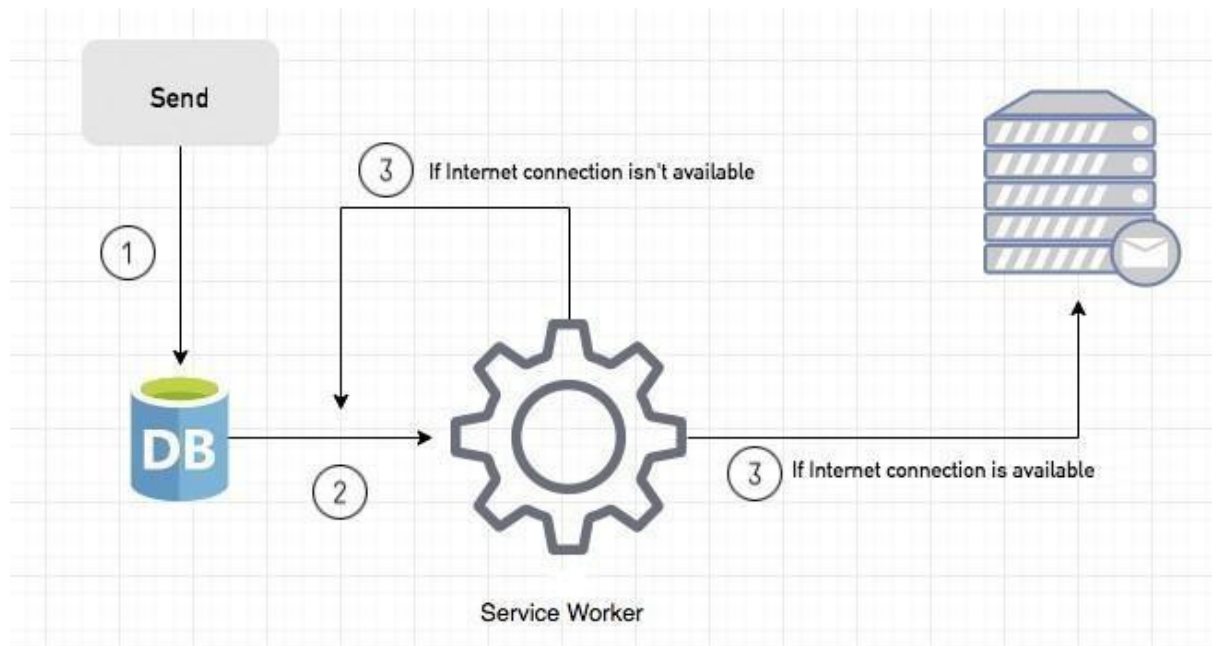 Send
3
If Internet connection isn't available
1
DB
2
3
If Internet connection is available
Service Worker